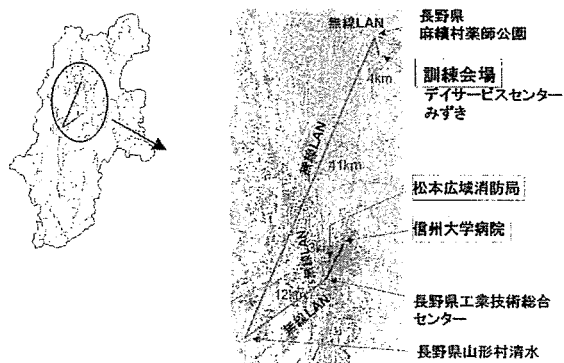 無線LAN
長野県
麻績村薬師公園
1km
訓練会場
デイサービスセンター
みずき
無線LAN
41km
松本広域消防局
信州大学病院
無線LAN
12km
無線LAN
長野県工業技術総合
センター
長野県山形村清水